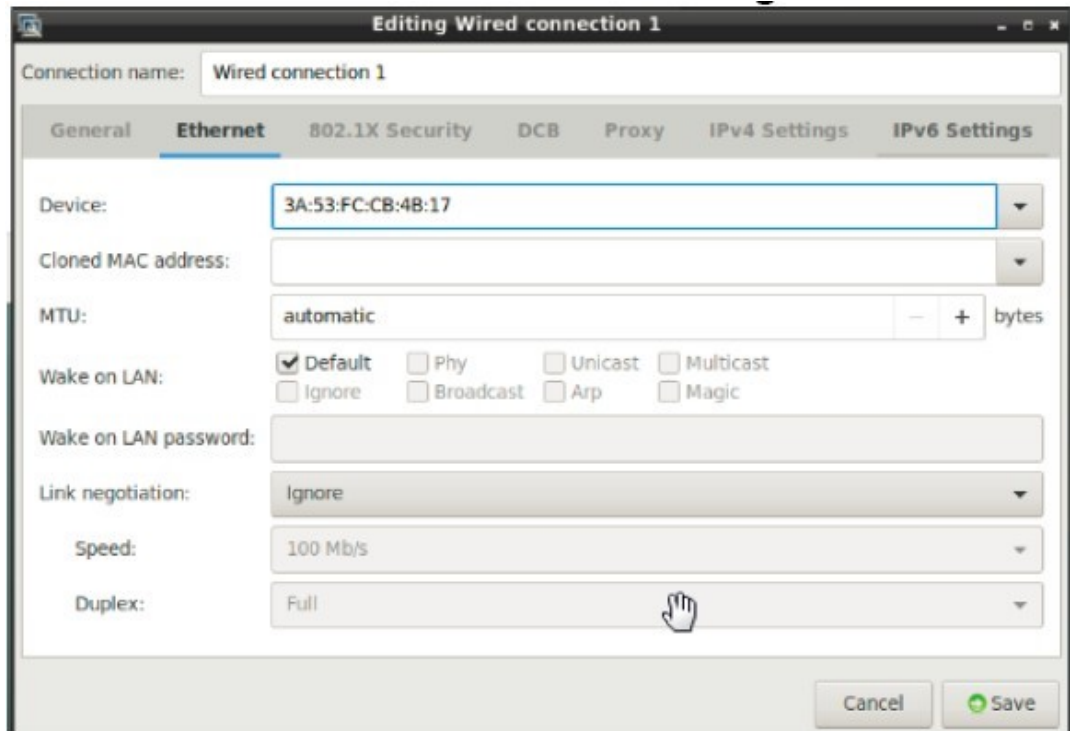 Editing Wired connection 1
Connection name: Wired connection 1
General Ethernet 802.1X Security DCB Proxy IPv4 Settings IPv6 Settings
Device: 3A:53:FC:CB:4B:17
Cloned MAC address:
MTU: automatic bytes
Wake on LAN:
Default Phy Unicast Multicast
Ignore Broadcast Arp Magic
Wake on LAN password:
Link negotiation: Ignore
Speed: 100 Mb/s
Duplex: Full
Cancel Save